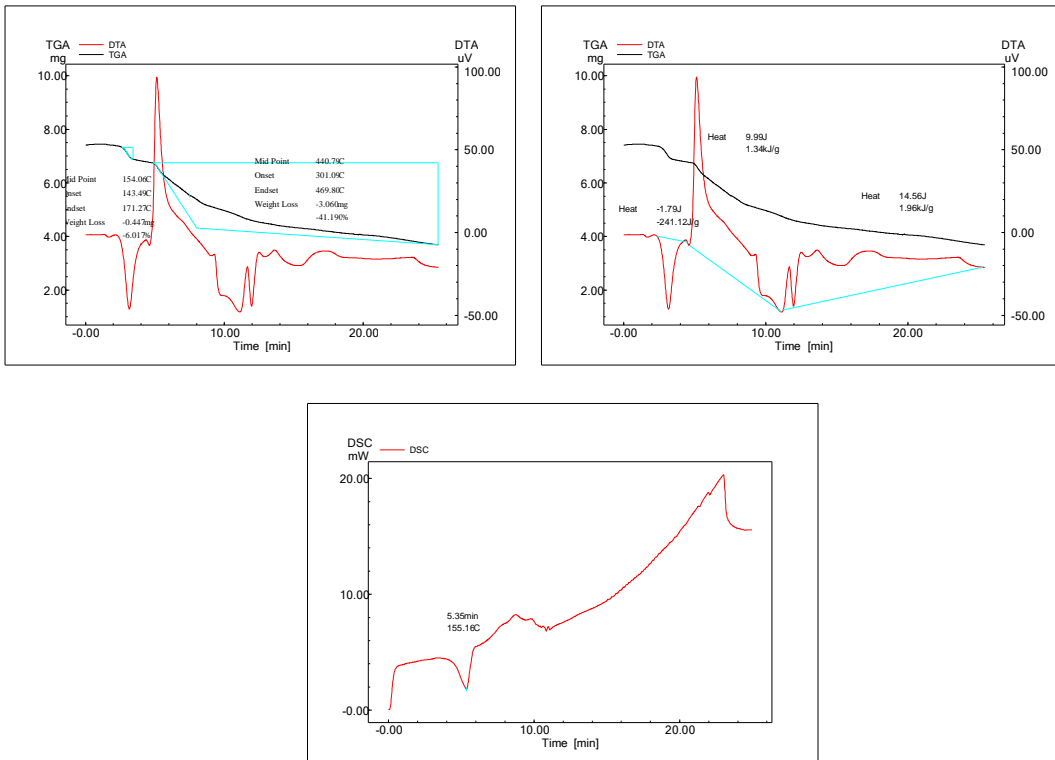 TGA
mg
DTA
TGA
DTA
uV
10.00
8.00
6.00
4.00
2.00
100.00
50.00
0.00
-50.00
Mid Point 154.06C
nset 143.49C
ndset 171.27C
Weight Loss -0.447mg
-6.017%
Mid Point 440.79C
Onset 301.09C
Endset 469.80C
Weight Loss -3.060mg
-41.190%
-0.00 10.00 20.00
Time [min]
TGA
mg
DTA
TGA
DTA
uV
10.00
8.00
6.00
4.00
2.00
100.00
50.00
0.00
-50.00
Heat 9.99J
1.34kJ/g
Heat -1.79J
-241.12J/g
Heat 14.56J
1.96kJ/g
-0.00 10.00 20.00
Time [min]
DSC
mW
DSC
20.00
10.00
-0.00
5.35min
155.16C
-0.00 10.00 20.00
Time [min]